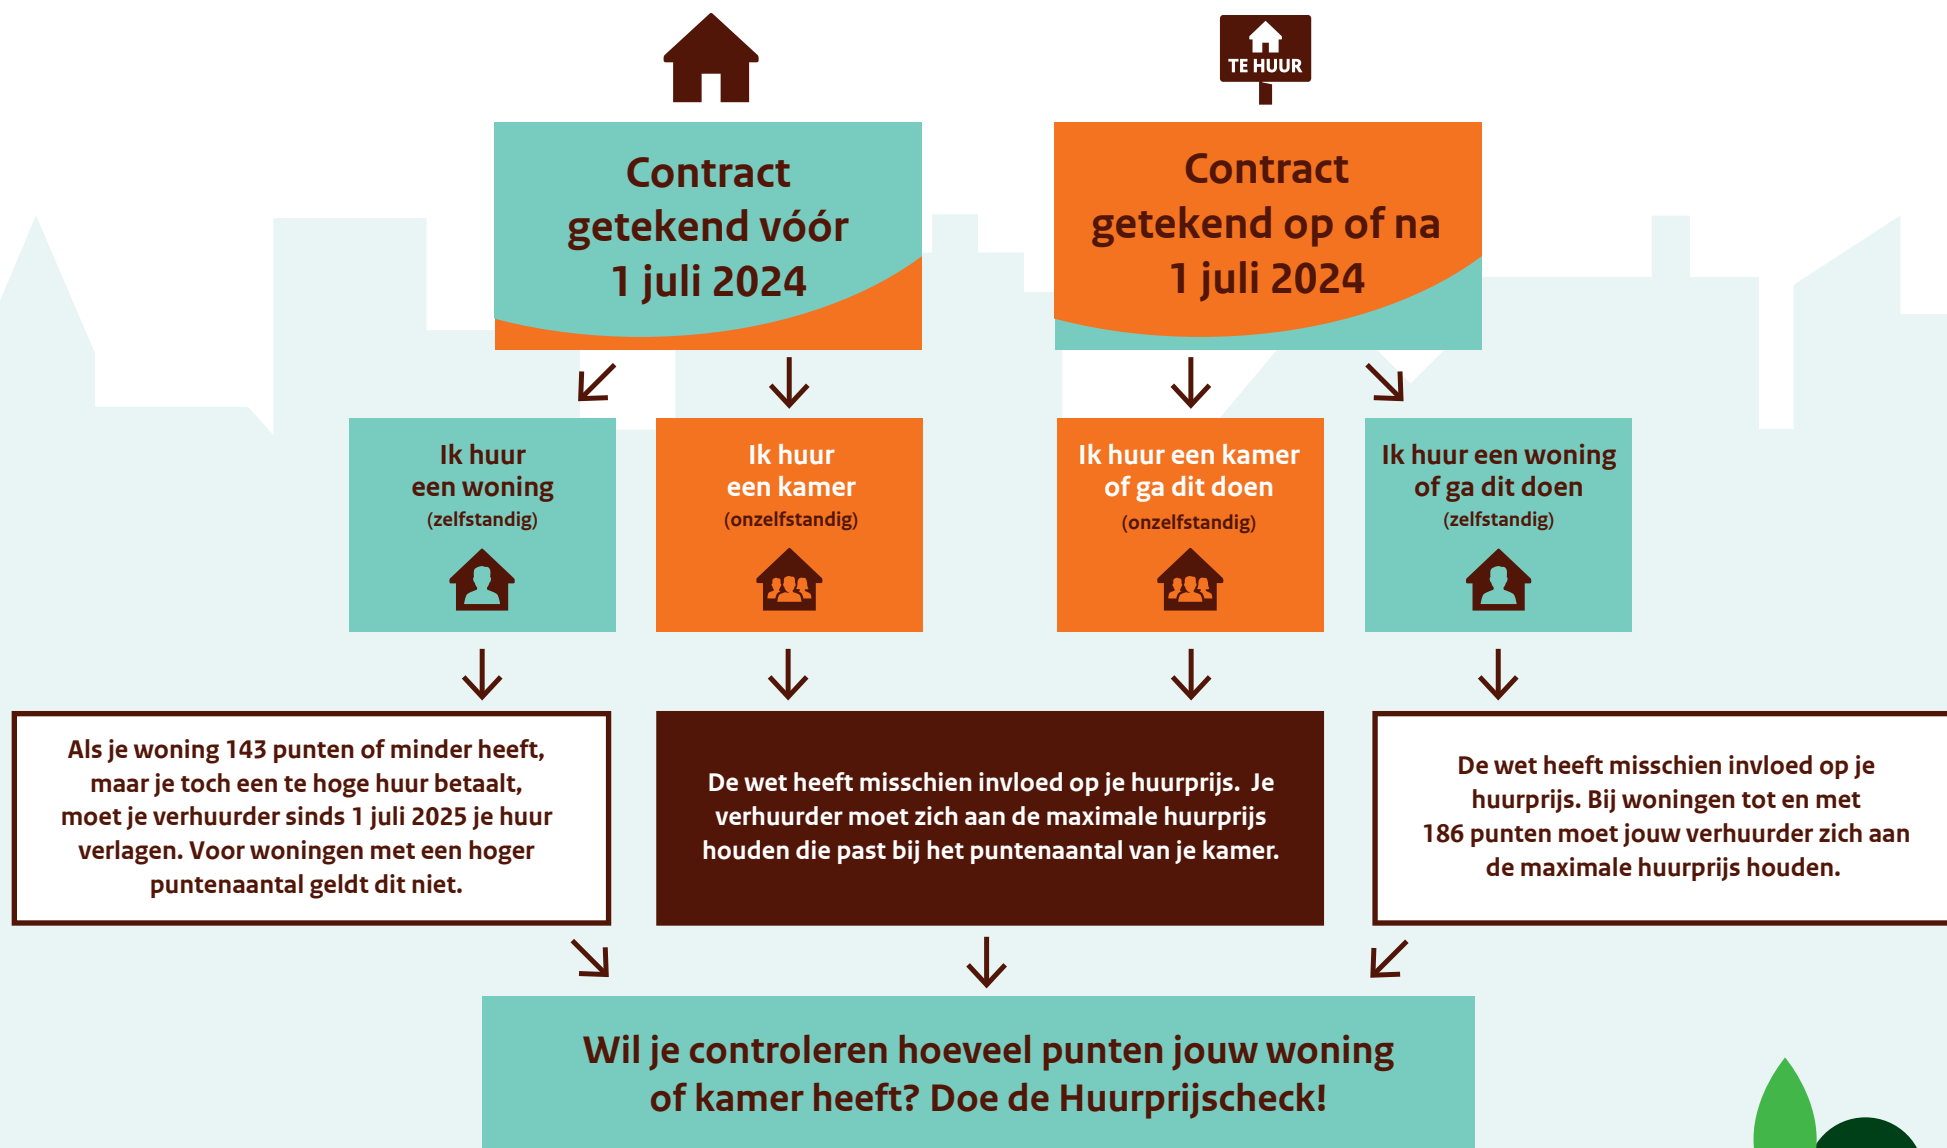 TE HUUR
Contract
getekend vóór
1 juli 2024
Contract
getekend op of na
1 juli 2024
Ik huur
een woning
(zelfstandig)
Ik huur
een kamer
(onzelfstandig)
Ik huur een kamer
of ga dit doen
(onzelfstandig)
Ik huur een woning
of ga dit doen
(zelfstandig)
Als je woning 143 punten of minder heeft,
maar je toch een te hoge huur betaalt,
moet je verhuurder sinds 1 juli 2025 je huur
verlagen. Voor woningen met een hoger
puntenaantal geldt dit niet.
De wet heeft misschien invloed op je huurprijs. Je
verhuurder moet zich aan de maximale huurprijs
houden die past bij het puntenaantal van je kamer.
De wet heeft misschien invloed op je
huurprijs. Bij woningen tot en met
186 punten moet jouw verhuurder zich aan
de maximale huurprijs houden.
Wil je controleren hoeveel punten jouw woning
of kamer heeft? Doe de Huurprijscheck!